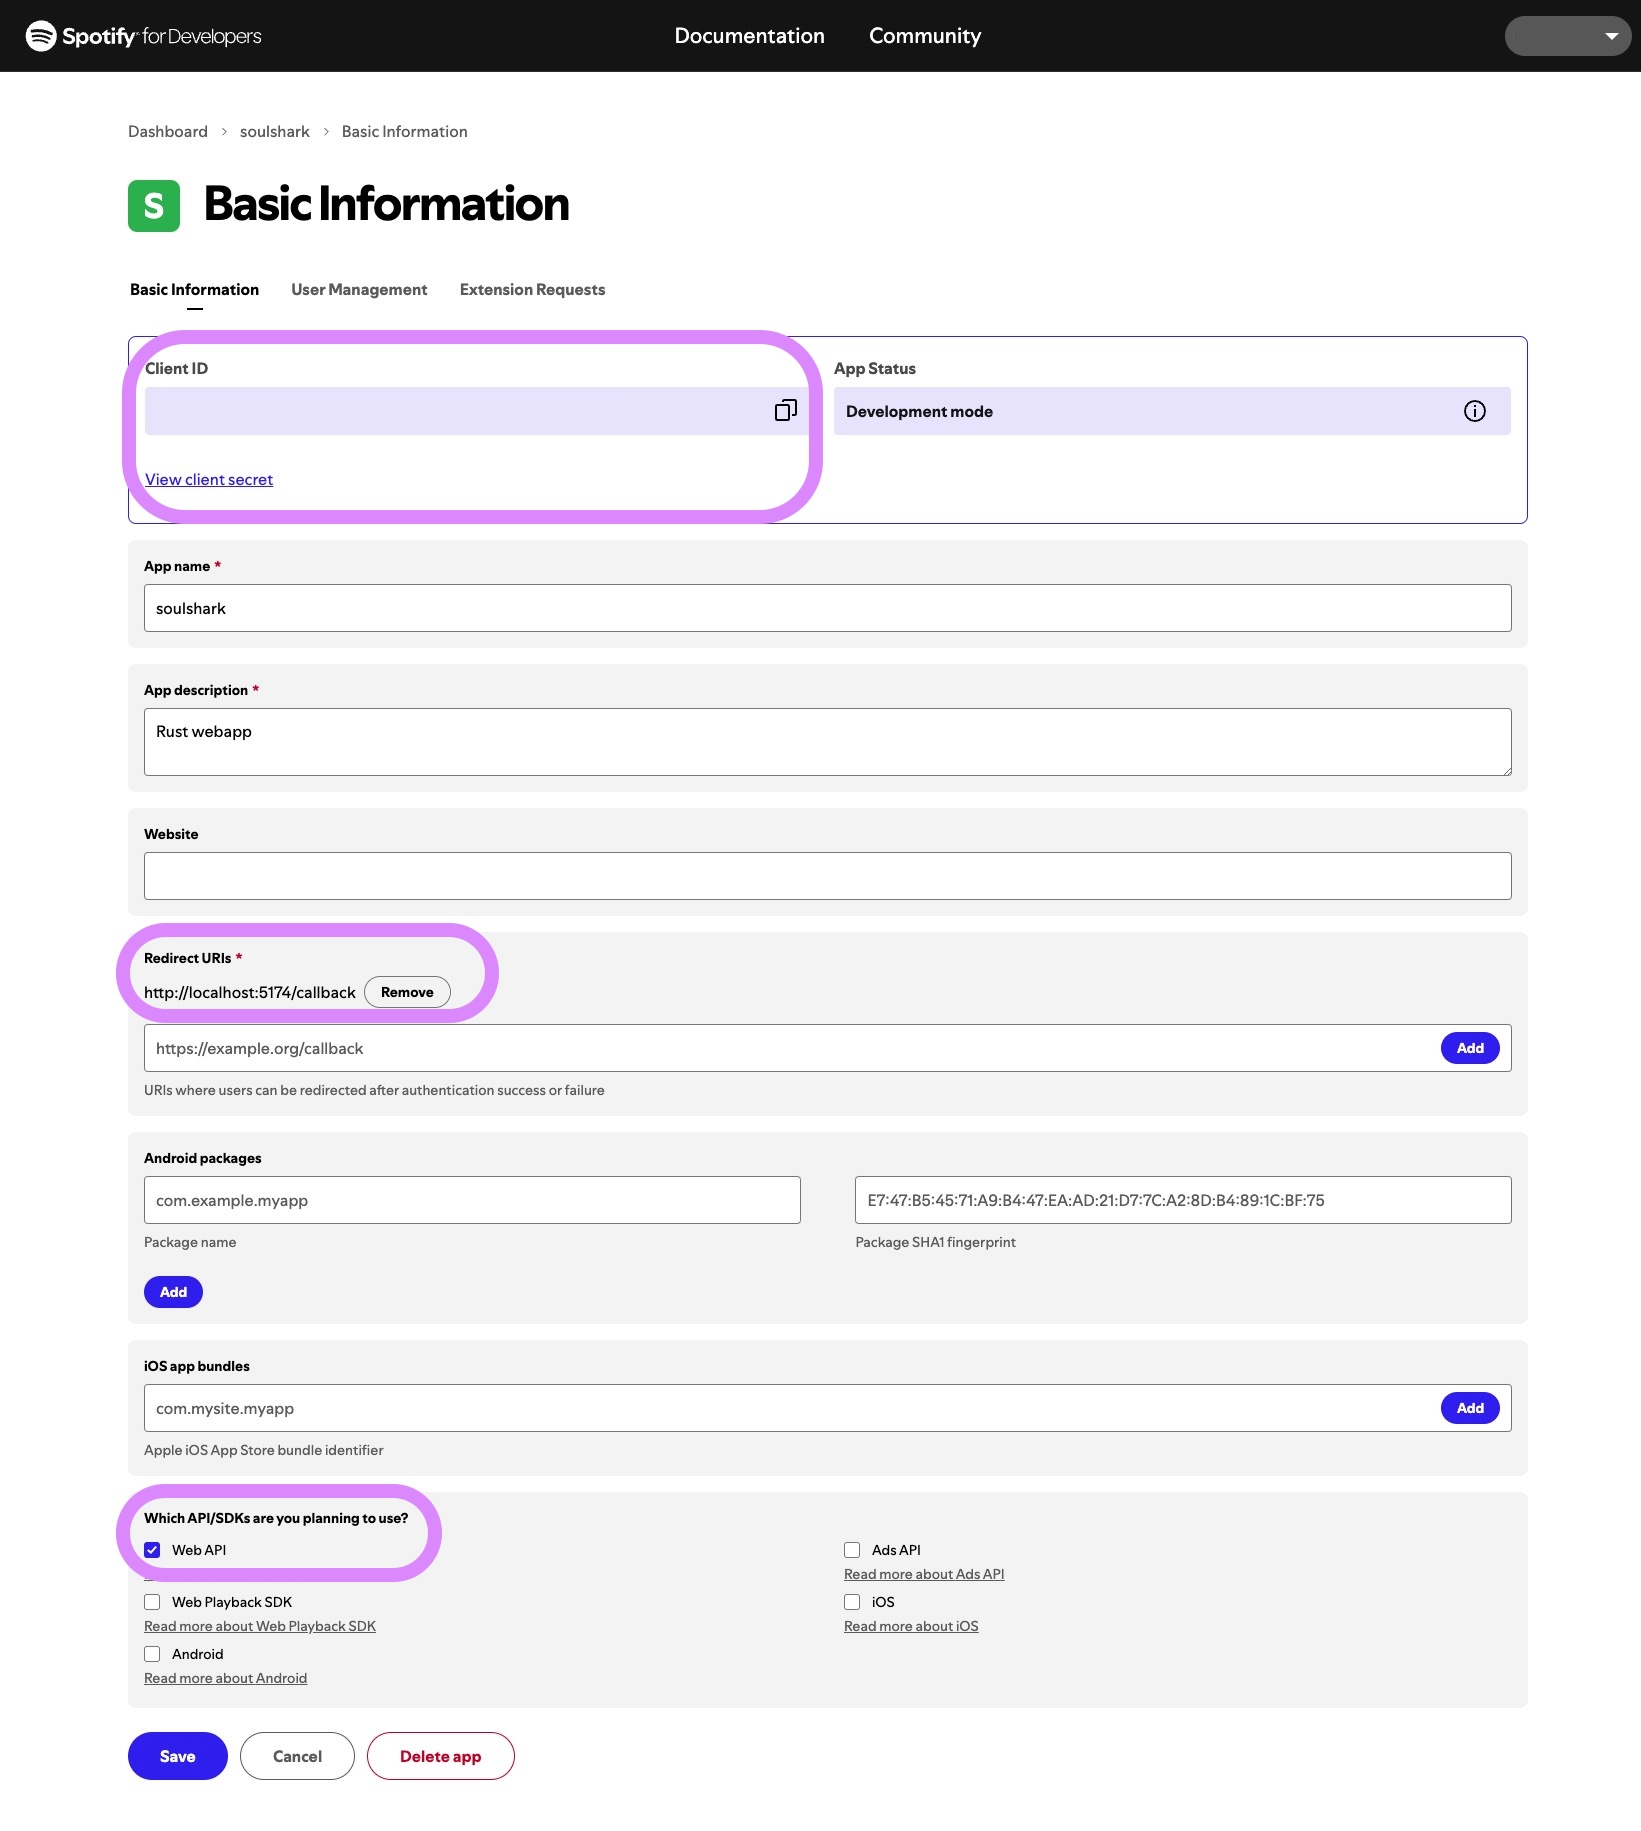 Spotify for Developers
Documentation
Community
Dashboard > soulshark > Basic Information
S
Basic Information
Basic Information
User Management
Extension Requests
Client ID
View client secret
App Status
Development mode
App name *
soulshark
App description *
Rust webapp
Website
Redirect URIs *
http://localhost:5174/callback
Remove
https://example.org/callback
Add
URIs where users can be redirected after authentication success or failure
Android packages
com.example.myapp
Package name
E7:47:B5:45:71:A9:B4:47:EA:AD:21:D7:7C:A2:8D:B4:89:1C:BF:75
Package SHA1 fingerprint
Add
iOS app bundles
com.mysite.myapp
Add
Apple iOS App Store bundle identifier
Which API/SDKs are you planning to use?
Web API
Web Playback SDK
Read more about Web Playback SDK
Android
Read more about Android
Ads API
Read more about Ads API
iOS
Read more about iOS
Save
Cancel
Delete app